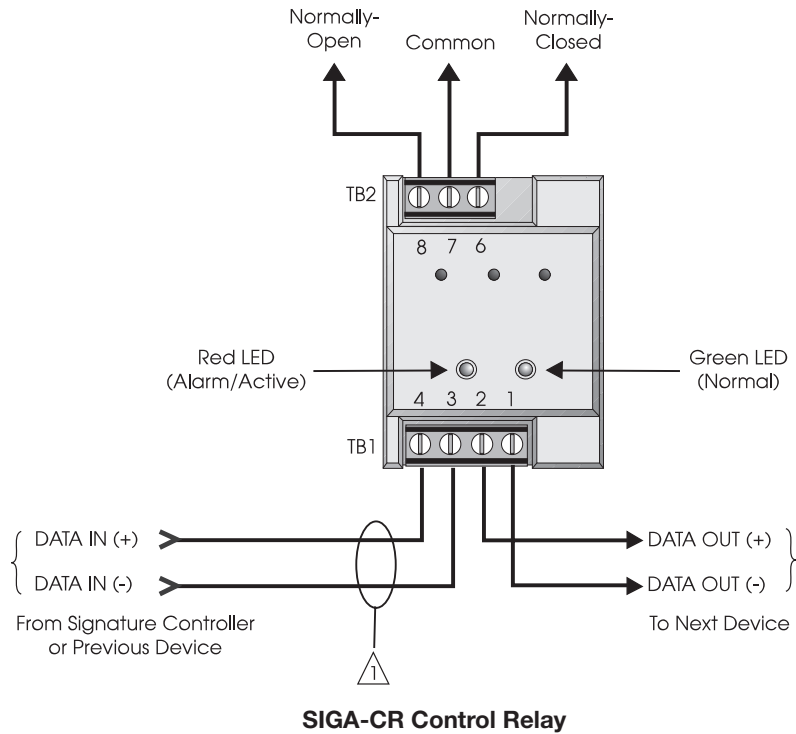 Normally-
Open
Common
Normally-
Closed
TB2
8 7 6
Red LED
(Alarm/Active)
Green LED
(Normal)
4 3 2 1
TB1
DATA IN (+)
DATA OUT (+)
DATA IN (-)
DATA OUT (-)
From Signature Controller
or Previous Device
To Next Device
1
SIGA-CR Control Relay